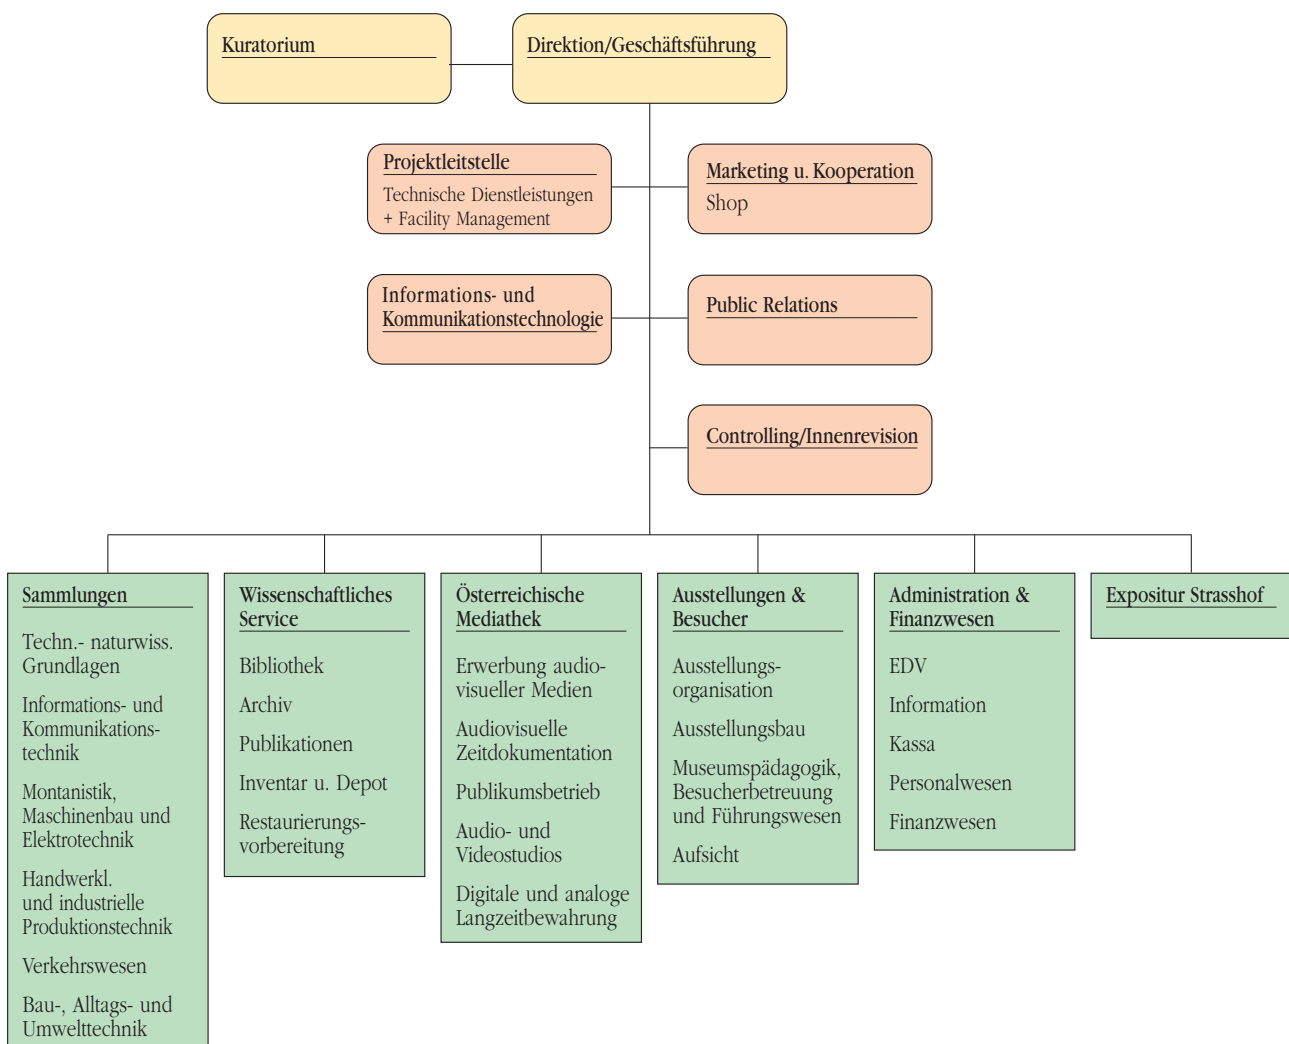 Kuratorium
Direktion/Geschäftsführung
Projektleitstelle
Technische Dienstleistungen
+ Facility Management
Marketing u. Kooperation
Shop
Informations- und
Kommunikationstechnologie
Public Relations
Controlling/Innenrevision
Sammlungen
Techn.- naturwiss.
Grundlagen
Informations- und
Kommunikations-
technik
Montanistik,
Maschinenbau und
Elektrotechnik
Handwerkl.
und industrielle
Produktionstechnik
Verkehrswesen
Bau-, Alltags- und
Umwelttechnik
Wissenschaftliches
Service
Bibliothek
Archiv
Publikationen
Inventar u. Depot
Restaurierungs-
vorbereitung
Österreichische
Mediathek
Erwerbung audio-
visueller Medien
Audiovisuelle
Zeitdokumentation
Publikumsbetrieb
Audio- und
Videostudios
Digitale und analoge
Langzeitbewahrung
Ausstellungen &
Besucher
Ausstellungs-
organisation
Ausstellungsbau
Museumspädagogik,
Besucherbetreuung
und Führungswesen
Aufsicht
Administration &
Finanzwesen
EDV
Information
Kassa
Personalwesen
Finanzwesen
Expositur Strasshof